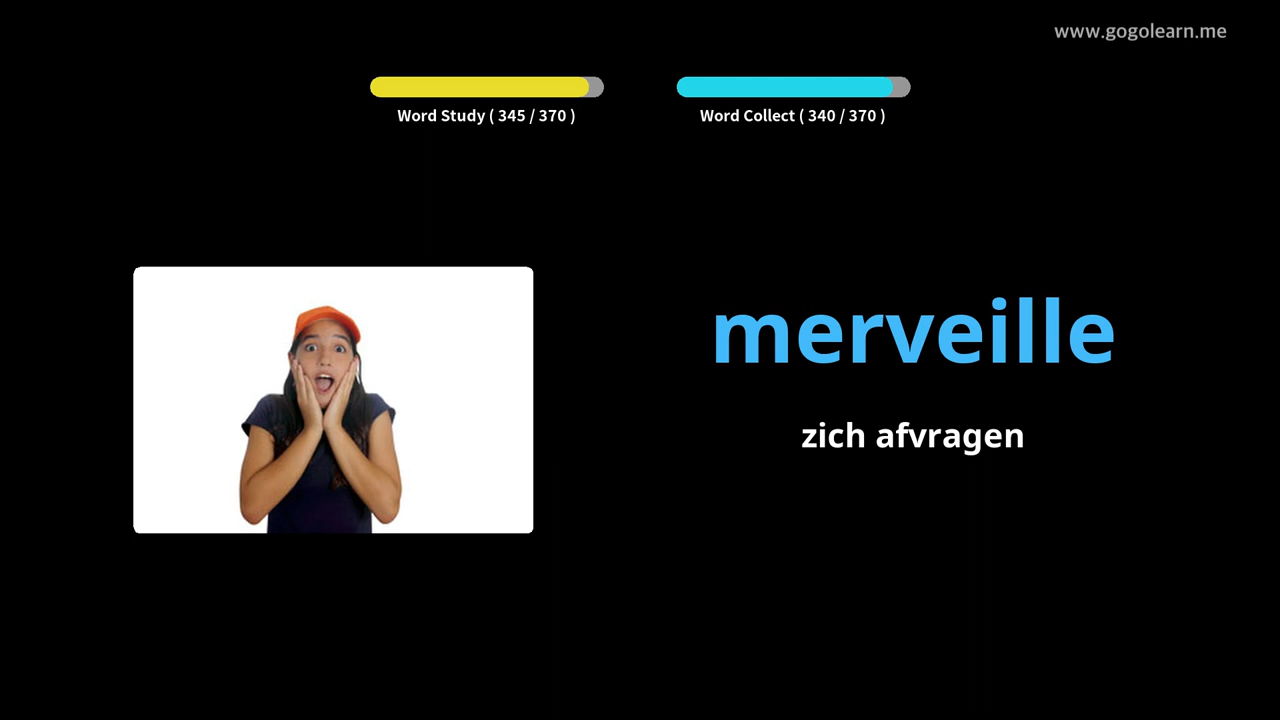 www.gogolearn.me
Word Study ( 345 / 370 )
Word Collect ( 340 / 370 )
merveille
zich afvragen